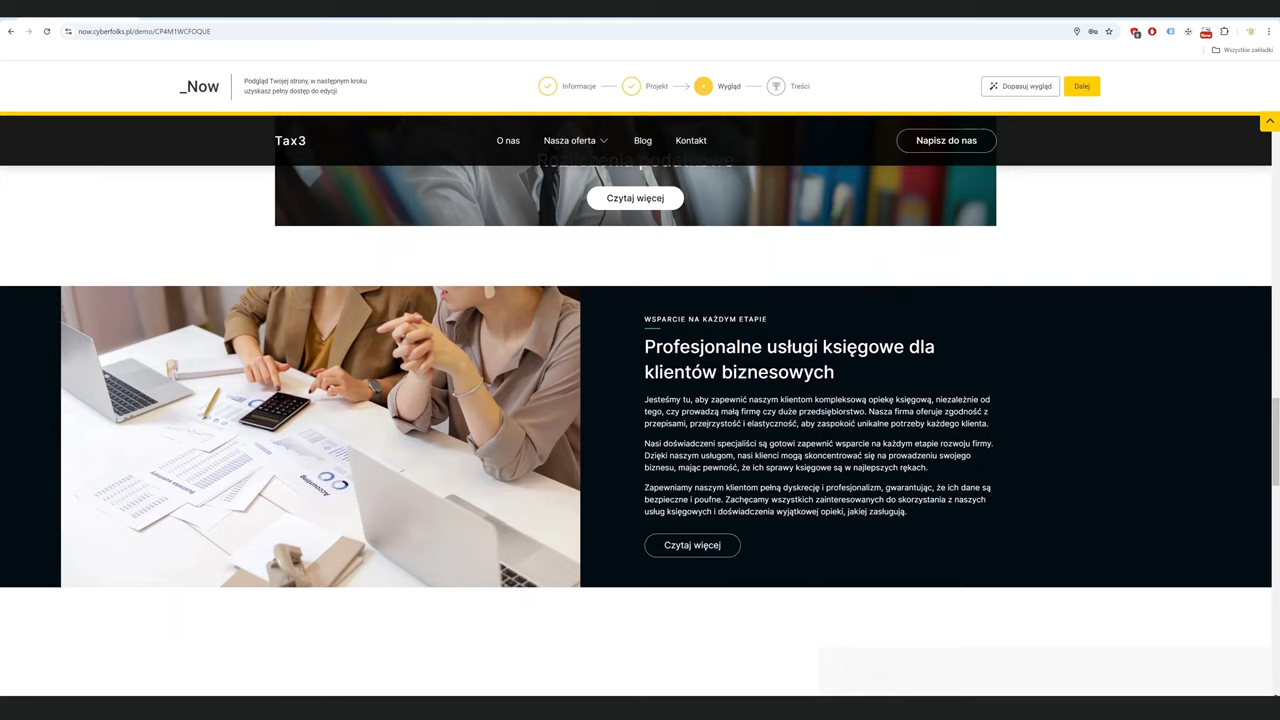 now.cyberfolks.pl/demo/CP4M1WCFOQUE
Wszystkie zakładki
_Now
Podgląd Twojej strony, w następnym kroku
uzyskasz pełny dostęp do edycji.
Informacje
Projekt
Wygląd
Treści
Dopasuj wygląd
Dalej
Tax3
O nas
Nasza oferta
Blog
Kontakt
Napisz do nas
Rozliczenia podatkowe
Czytaj więcej
WSPARCIE NA KAŻDYM ETAPIE
Profesjonalne usługi księgowe dla
klientów biznesowych
Jesteśmy tu, aby zapewnić naszym klientom kompleksową opiekę księgową, niezależnie od
tego, czy prowadzą małą firmę czy duże przedsiębiorstwo. Nasza firma oferuje zgodność z
przepisami, przejrzystość i elastyczność, aby zaspokoić unikalne potrzeby każdego klienta.
Nasi doświadczeni specjaliści są gotowi zapewnić wsparcie na każdym etapie rozwoju firmy.
Dzięki naszym usługom, nasi klienci mogą skoncentrować się na prowadzeniu swojego
biznesu, mając pewność, że ich sprawy księgowe są w najlepszych rękach.
Zapewniamy naszym klientom pełną dyskrecję i profesjonalizm, gwarantując, że ich dane są
bezpieczne i poufne. Zachęcamy wszystkich zainteresowanych do skorzystania z naszych
usług księgowych i doświadczenia wyjątkowej opieki, jakiej zasługują.
Czytaj więcej
Accounting